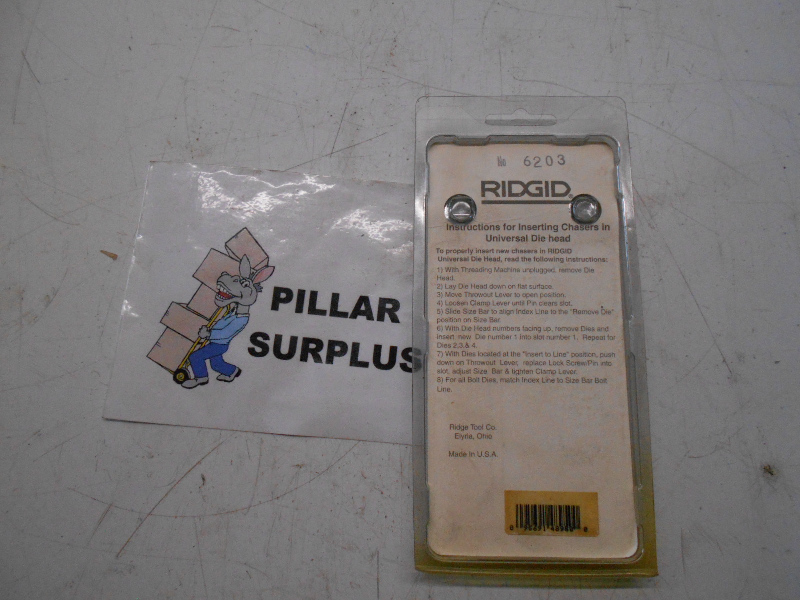 PILLAR
SURPLUS
№ 6203
RIDGID
Instructions for Inserting Chasers in
Universal Die head
To properly insert new chasers in RIDGID
Universal Die Head, read the following instructions:
1) With Threading Machine unplugged, remove Die
Head.
2) Lay Die Head down on flat surface.
3) Move Throwout Lever to open position.
4) Loosen Clamp Lever until Pin clears slot.
5) Slide Size Bar to align Index Line to the "Remove Die"
position on Size Bar.
6) With Die Head numbers facing up, remove Dies and
insert new Die number 1 into slot number 1. Repeat for
Dies 2,3,& 4.
7) With Dies located at the "Insert to Line" position, push
down on Throwout Lever, replace Lock Screw/Pin into
slot, adjust Size Bar & tighten Clamp Lever.
8) For all Bolt Dies, match Index Line to Size Bar Bolt
Line.
Ridge Tool Co
Elyria, Ohio
Made in U.S.A